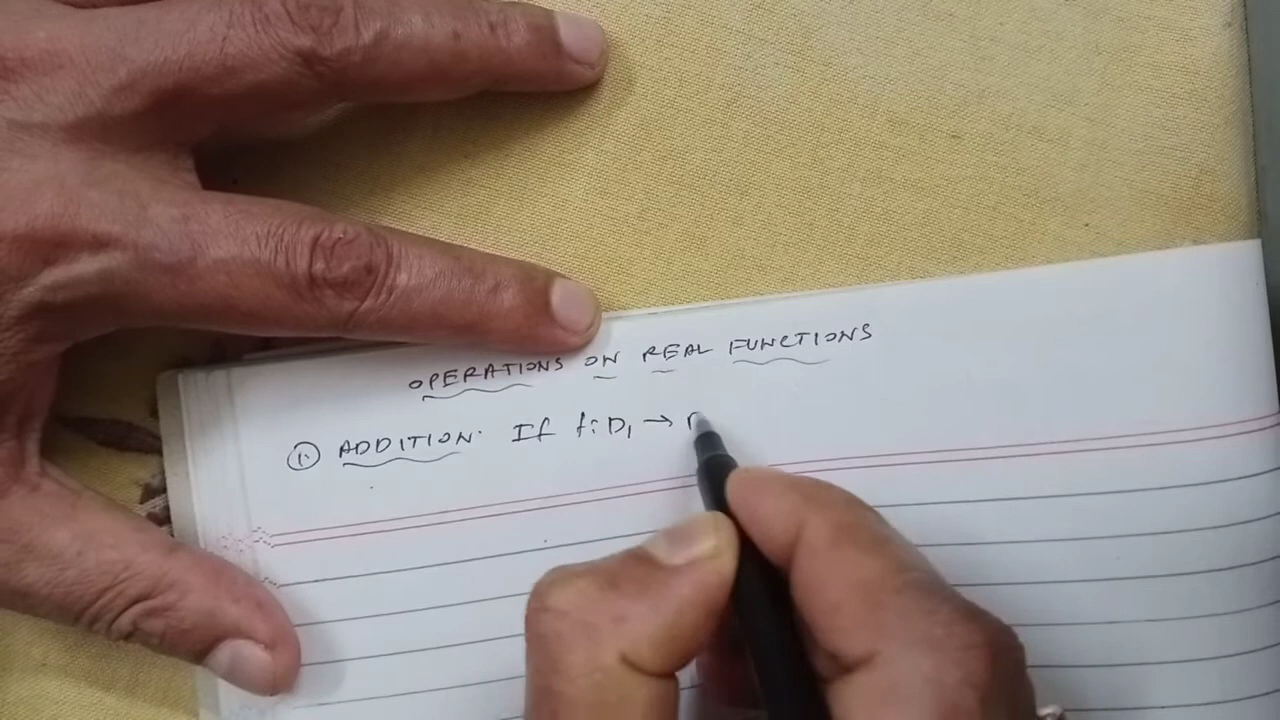 OPERATIONS ON REAL FUNCTIONS
① ADDITION. If f: D₁ →